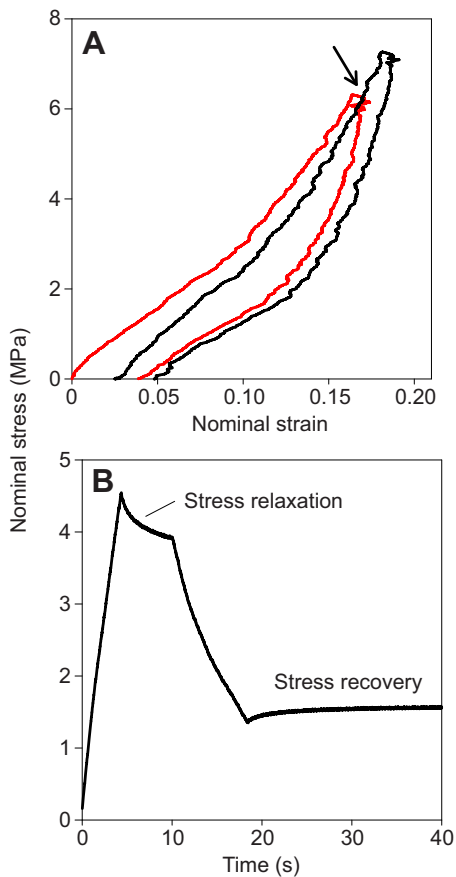 A
8
6
4
2
0
0 0.05 0.10 0.15 0.20
Nominal strain
Nominal stress (MPa)
B
5
4
3
2
1
0
Stress relaxation
Stress recovery
0 10 20 30 40
Time (s)